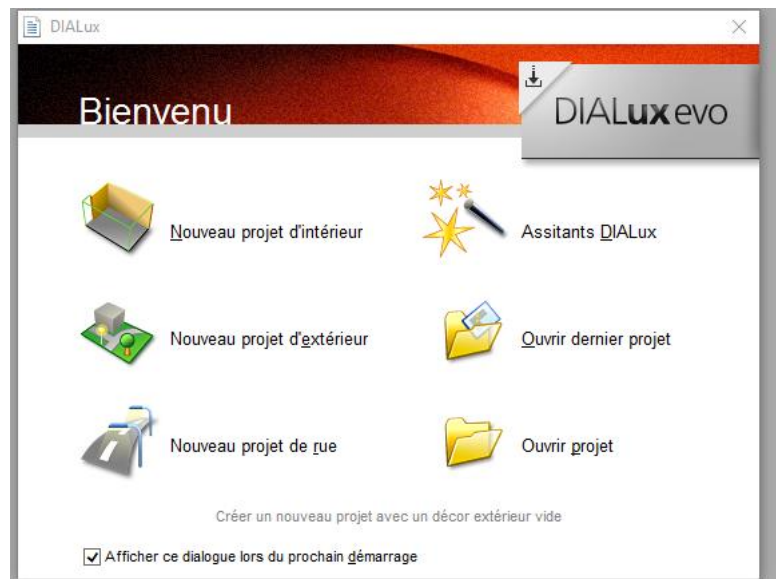 DIALux
Bienvenu
DIALux evo
Nouveau projet d'intérieur
Assitants DIALux
Nouveau projet d'extérieur
Ouvrir dernier projet
Nouveau projet de rue
Ouvrir projet
Créer un nouveau projet avec un décor extérieur vide
Afficher ce dialogue lors du prochain démarrage